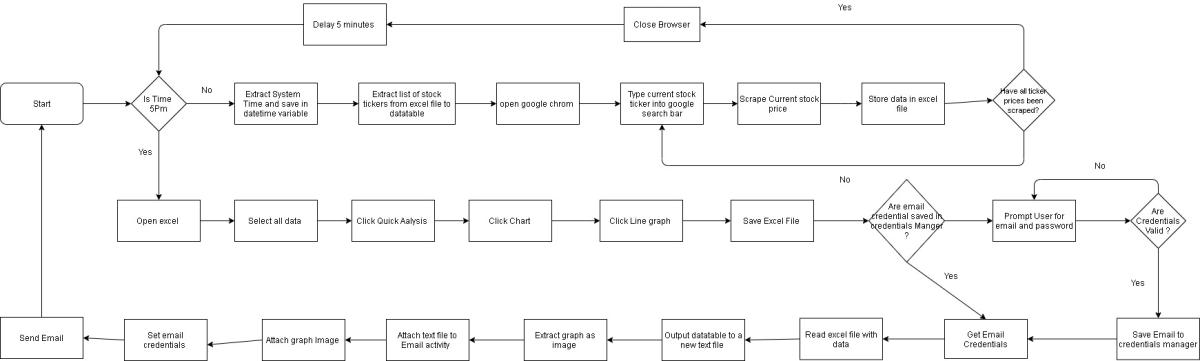 Yes
Delay 5 minutes
Close Browser
Start
Is Time
5Pm
No
Extract System
Time and save in
datetime variable
Extract list of stock
tickers from excel file to
datatable
open google chrom
Type current stock
ticker into google
search bar
Scrape Current stock
price
Store data in excel
file
Have all ticker
prices been
scraped?
Yes
No
No
Open excel
Select all data
Click Quick Aalysis
Click Chart
Click Line graph
Save Excel File
Are email
credential saved in
credentials Manger
?
Prompt User for
email and password
Are
Credentials
Valid ?
Yes
Yes
Send Email
Set email
credentials
Attach graph Image
Attach text file to
Email activity
Extract graph as
image
Output datatable to a
new text file
Read excel file with
data
Get Email
Credentials
Save Email to
credentials manager